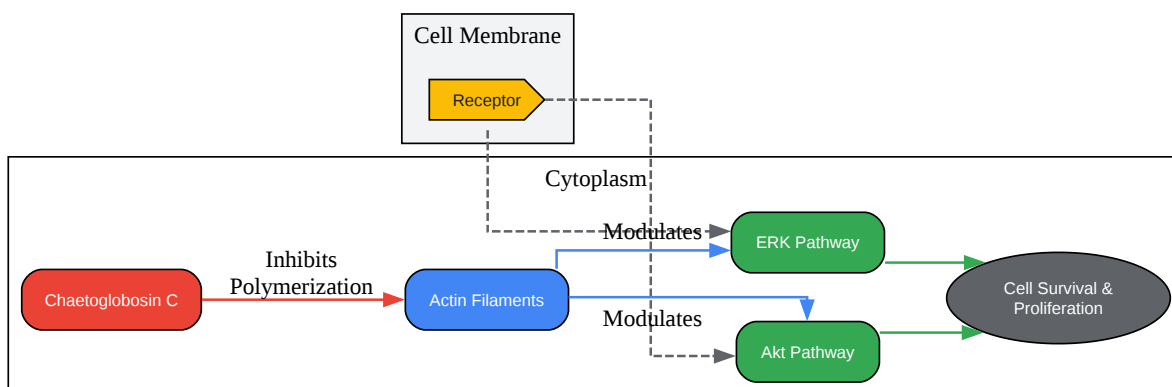 Cell Membrane
Receptor
Cytoplasm
Modulates
ERK Pathway
Inhibits
Polymerization
Chaetoglobosin C
Actin Filaments
Cell Survival &
Proliferation
Modulates
Akt Pathway